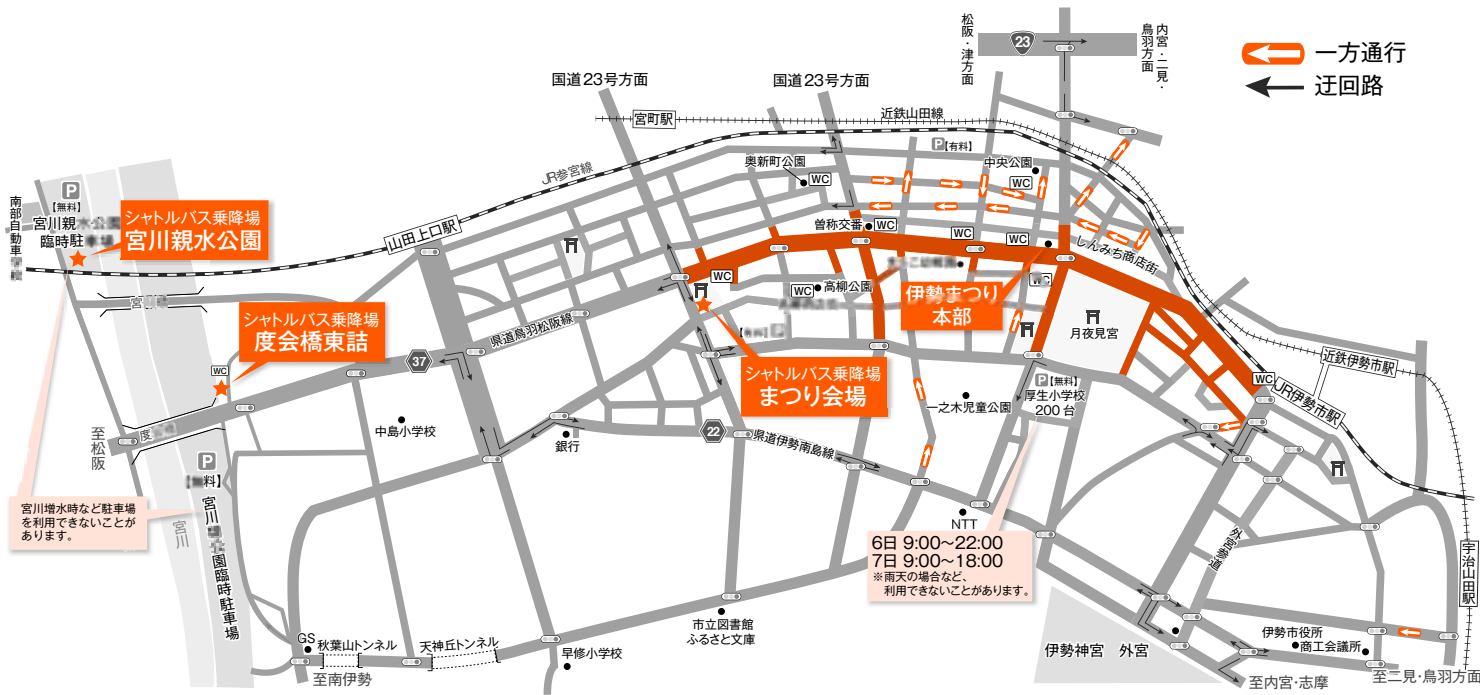 松阪・津方面
23
内宮・二見・
鳥羽方面
一方通行
迂回路
国道23号方面
国道23号方面
宮町駅
近鉄山田線
P【有料】
奥新町公園
WC
中央公園
WC
JR参宮線
南部自動車
P
【無料】
宮川親
臨時駐
シャトルバス乗降場
宮川親水公園
山田上口駅
曽称交番
WC
WC
WC
しんみち商店街
WC
WC
WC
高柳公園
伊勢まつり
本部
月夜見宮
シャトルバス乗降場
度会橋東詰
WC
県道鳥羽松阪線
37
シャトルバス乗降場
まつり会場
近鉄伊勢市駅
WC
JR伊勢市駅
P【無料】
厚生小学校
200台
一之木児童公園
中島小学校
銀行
22
県道伊勢南島線
至松阪
度
P
宮川増水時など駐車場
を利用できないことが
あります。
宮川
宮川
園臨時駐車場
NTT
6日 9:00〜22:00
7日 9:00〜18:00
※雨天の場合など、
利用できないことがあります。
外宮参道
宇治山田駅
市立図書館
ふるさと文庫
GS
秋葉山トンネル
天神丘トンネル
早修小学校
至南伊勢
伊勢神宮 外宮
伊勢市役所
商工会議所
至内宮・志摩
至二見・鳥羽方面